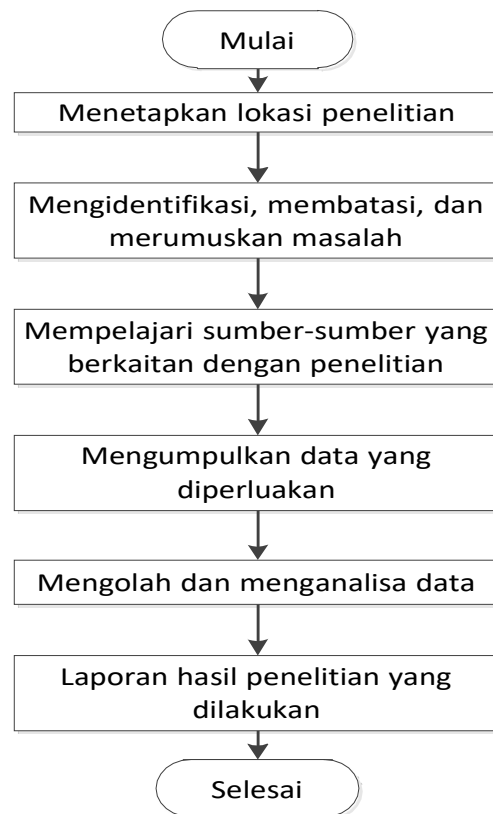 Mulai
Menetapkan lokasi penelitian
Mengidentifikasi, membatasi, dan
merumuskan masalah
Mempelajari sumber-sumber yang
berkaitan dengan penelitian
Mengumpulkan data yang
diperluakan
Mengolah dan menganalisa data
Laporan hasil penelitian yang
dilakukan
Selesai